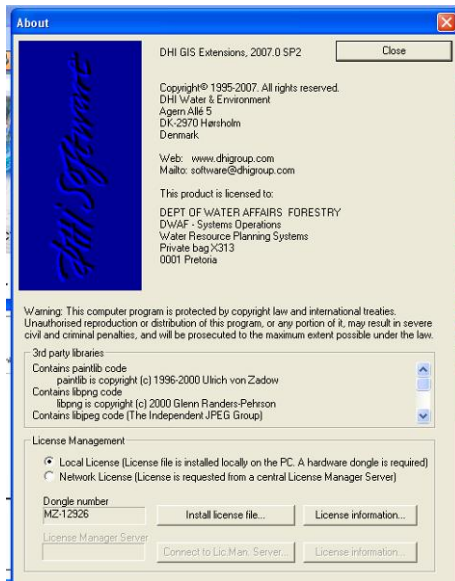 About
DHI Software
DHI GIS Extensions, 2007.0 SP2
Close
Copyright© 1995-2007. All rights reserved.
DHI Water & Environment
Agern Allé 5
DK-2970 Hørsholm
Denmark
Web: www.dhigroup.com
Mailto: software@dhigroup.com
This product is licensed to:
DEPT OF WATER AFFAIRS FORESTRY
DWAF - Systems Operations
Water Resource Planning Systems
Private bag X313
0001 Pretoria
Warning: This computer program is protected by copyright law and international treaties.
Unauthorised reproduction or distribution of this program, or any portion of it, may result in severe
civil and criminal penalties, and will be prosecuted to the maximum extent possible under the law.
3rd party libraries
Contains paintlib code
paintlib is copyright (c) 1996-2000 Ulrich von Zadow
Contains libpng code
libpng is copyright (c) 2000 Glenn Randers-Pehrson
Contains libjpeg code (The Independent JPEG Group)
License Management
Local License (License file is installed locally on the PC. A hardware dongle is required)
Network License (License is requested from a central License Manager Server)
Dongle number
MZ-12926
Install license file...
License information...
License Manager Server
Connect to Lic.Man. Server...
License information...